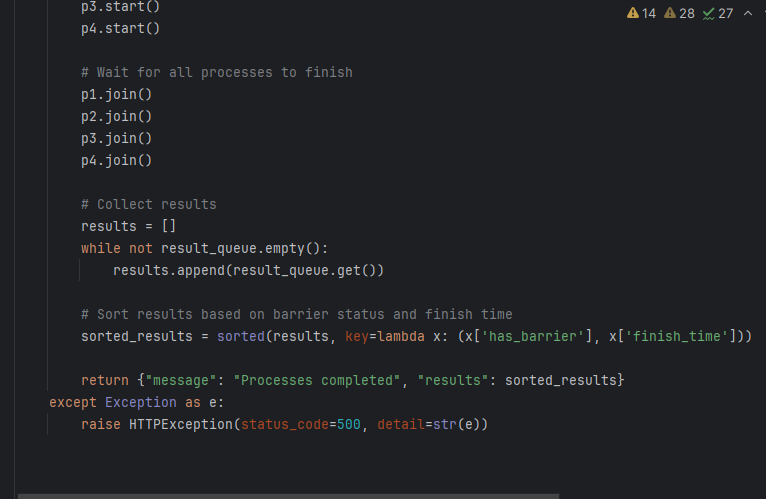 p3.start()
14 28 27
p4.start()
# Wait for all processes to finish
p1.join()
p2.join()
p3.join()
p4.join()
# Collect results
results = []
while not result_queue.empty():
results.append(result_queue.get())
# Sort results based on barrier status and finish time
sorted_results = sorted(results, key=lambda x: (x['has_barrier'], x['finish_time']))
return {"message": "Processes completed", "results": sorted_results}
except Exception as e:
raise HTTPException(status_code=500, detail=str(e))